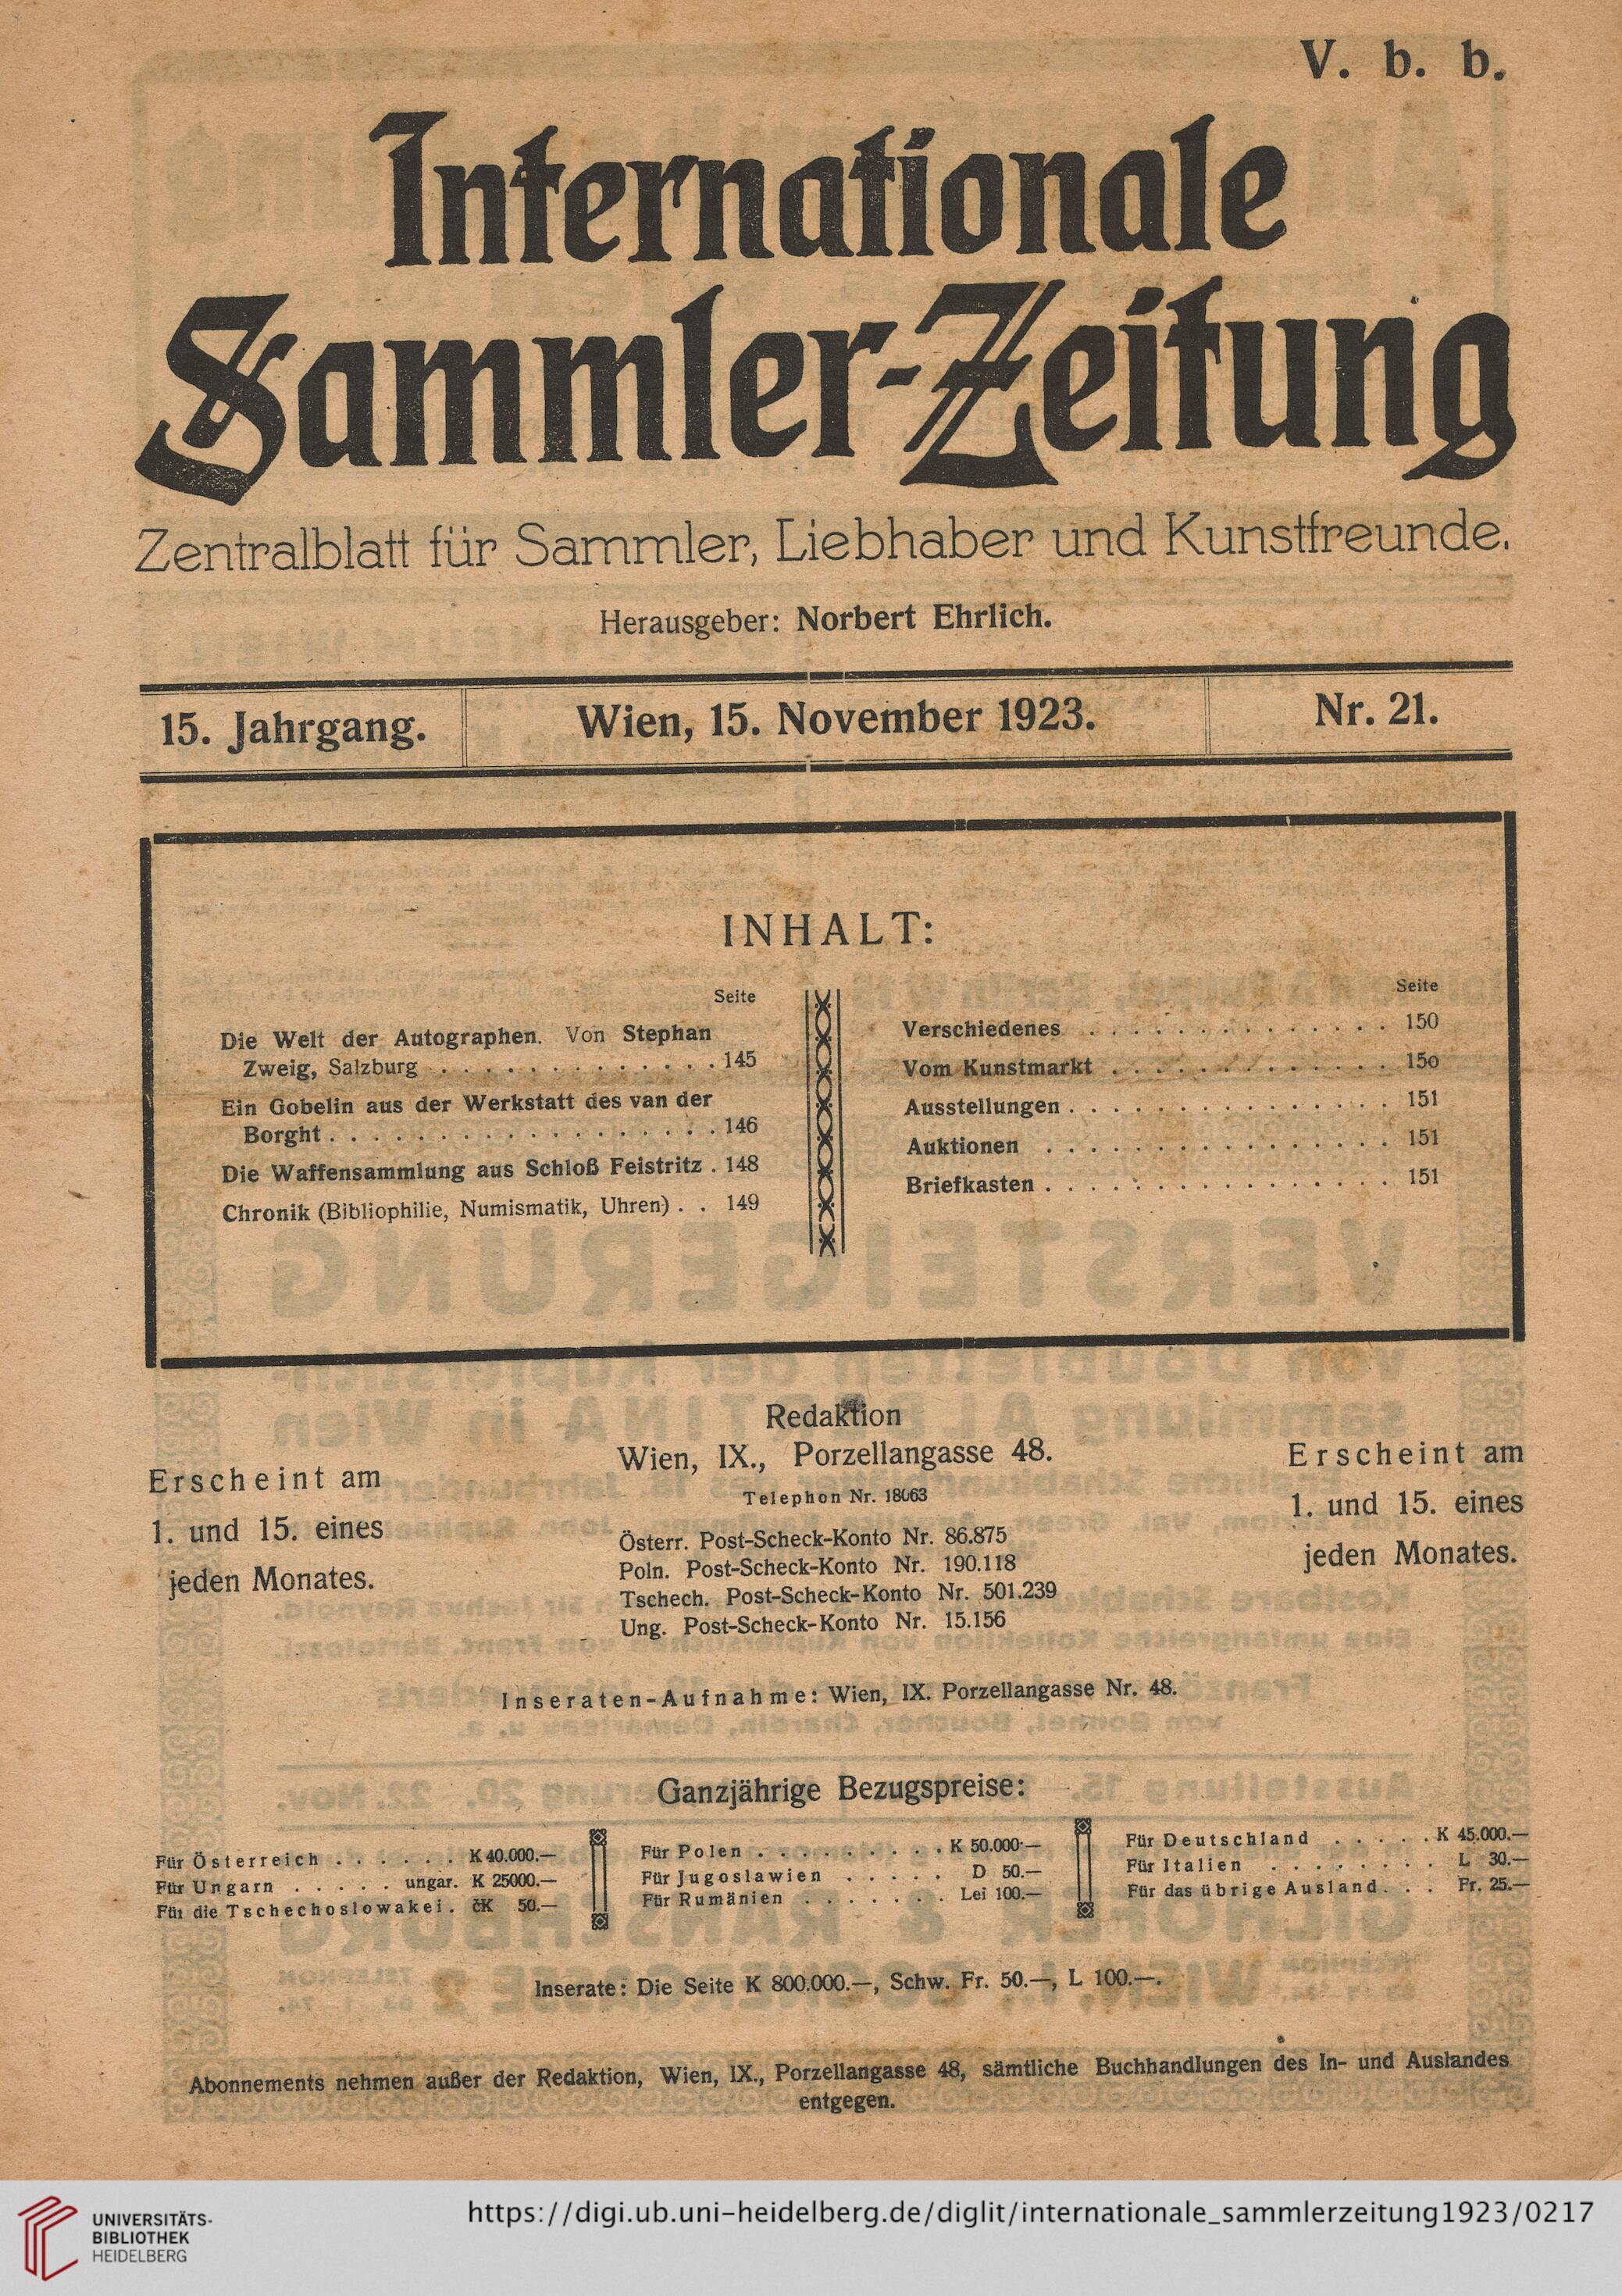 V. b. b.
Internationale
Sammler-Zeitung
Zentralblatt für Sammler, Liebhaber und Kunstfreunde.
Herausgeber: Norbert Ehrlich.
15. Jahrgang.
Wien, 15. November 1923.
Nr. 21.
INHALT:
Seite
Die Welt der Autographen. Von Stephan
Zweig, Salzburg . . . . . . . . . . . . . 145
Ein Gobelin aus der Werkstatt des van der
Borght . . . . . . . . . . . . . . . . . . 146
Die Waffensammlung aus Schloß Feistritz . 148
Chronik (Bibliophilie, Numismatik, Uhren) . . 149
Seite
Verschiedenes . . . . . . . . . . . . . . 150
Vom Kunstmarkt . . . . . . . . . . . . . 15o
Ausstellungen . . . . . . . . . . . . . . . 151
Auktionen . . . . . . . . . . . . . . . . 151
Briefkasten . . . . . . . . . . . . . . . . 151
Erscheint am
1. und 15. eines
jeden Monates.
Redaktion
Wien, IX., Porzellangasse 48.
Telephon Nr. 18063
Österr. Post-Scheck-Konto Nr. 86.875
Poln. Post-Scheck-Konto Nr. 190.118
Tschech. Post-Scheck-Konto Nr. 501.239
Ung. Post-Scheck-Konto Nr. 15.156
Erscheint am
1. und 15. eines
jeden Monates.
Inseraten-Aufnahme: Wien, IX. Porzellangasse Nr. 48.
Ganzjährige Bezugspreise:
Für Österreich . . . . . . K 40.000.—
Für Ungarn . . . . . ungar. K 25000.—
Für die Tschechoslowakei . čK 50.—
Für Polen . . . . . . . . . K 50.000·—
Für Jugoslawien . . . . . D 50.—
Für Rumänien . . . . . . . Lei 100.—
Für Deutschland . . . . . K 45.000.—
Für Italien . . . . . . . . L 30.—
Für das übrige Ausland. . . Fr. 25.—
Inserate: Die Seite K 800.000.—, Schw. Fr. 50.—, L 100.—.
Abonnements nehmen außer der Redaktion, Wien, IX., Porzellangasse 48, sämtliche Buchhandlungen des In- und Auslandes
entgegen.
UNIVERSITÄTS-
BIBLIOTHEK
HEIDELBERG
https://digi.ub.uni-heidelberg.de/diglit/internationale_sammlerzeitung1923/0217